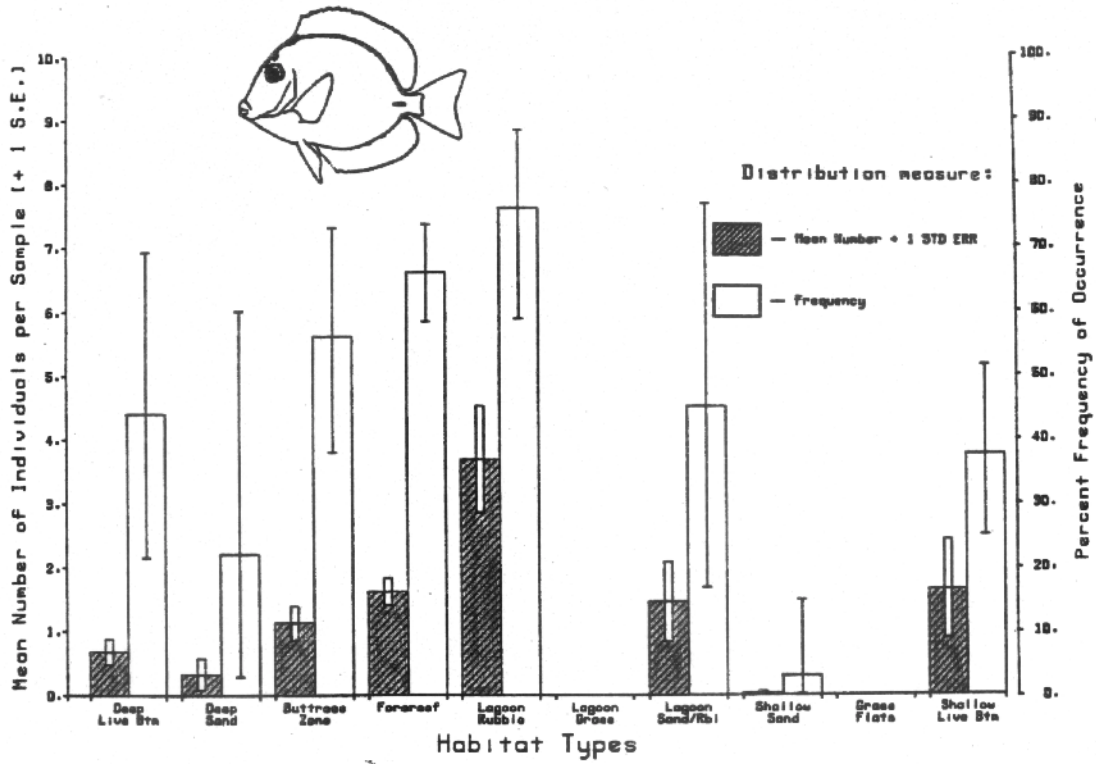 Mean Number of Individuals per Sample [+ 1 S.E.]
10.
9.
8.
7.
6.
5.
4.
3.
2.
1.
0.
Distribution measure:
— Mean Number + 1 STD ERR
— Frequency
100.
90.
80.
70.
60.
50.
40.
30.
20.
10.
0.
Percent Frequency of Occurrence
Deep
Live Btm
Deep
Sand
Buttress
Zone
Forereef
Lagoon
Rubble
Lagoon
Grass
Lagoon
Sand/Rbl
Shallow
Sand
Grass
Flats
Shallow
Live Btm
Habitat Types